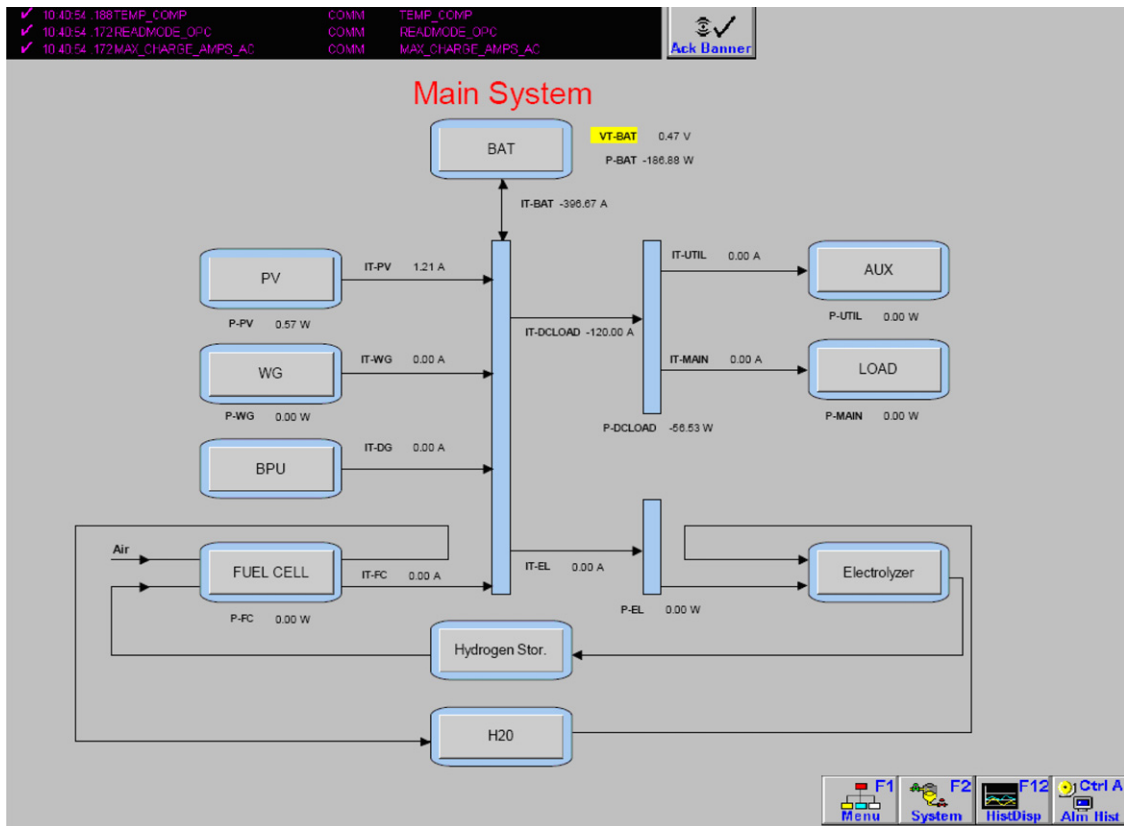 ✓ 10:40:54 .188 TEMP_COMP COMM TEMP_COMP
✓ 10:40:54 .172 READMODE_OPC COMM READMODE_OPC
✓ 10:40:54 .172 MAX_CHARGE_AMPS_AC COMM MAX_CHARGE_AMPS_AC
Ack Banner
Main System
BAT
VT-BAT 0.47 V
P-BAT -186.88 W
IT-BAT -396.67 A
PV
IT-PV 1.21 A
P-PV 0.57 W
IT-UTIL 0.00 A
AUX
P-UTIL 0.00 W
IT-DCLOAD -120.00 A
WG
IT-WG 0.00 A
P-WG 0.00 W
IT-MAIN 0.00 A
LOAD
P-MAIN 0.00 W
P-DCLOAD -56.53 W
BPU
IT-DG 0.00 A
Air
FUEL CELL
IT-FC 0.00 A
P-FC 0.00 W
IT-EL 0.00 A
P-EL 0.00 W
Electrolyzer
Hydrogen Stor.
H20
F1 Menu
F2 System
F12 HistDisp
Ctrl A Alm Hist